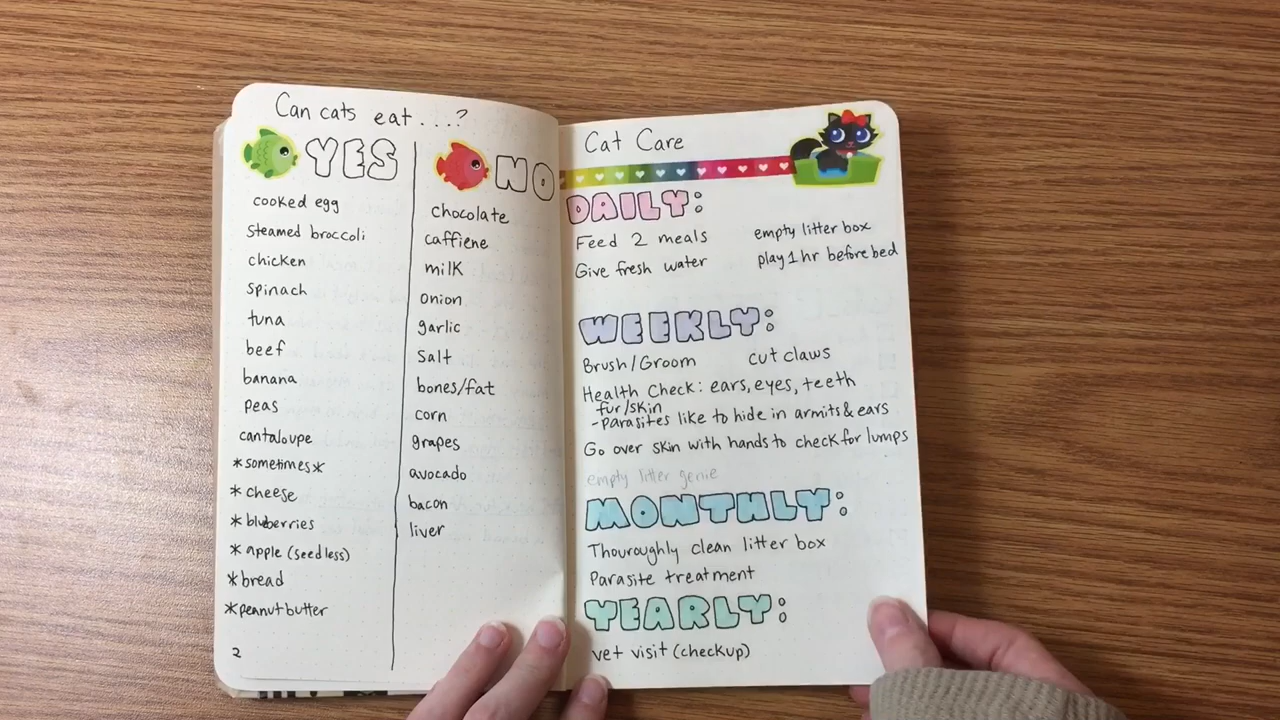 Can cats eat....?
YES
cooked egg
steamed broccoli
chicken
spinach
tuna
beef
banana
peas
cantaloupe
*sometimes*
*cheese
*blueberries
*apple (seedless)
*bread
*peanut butter
2
NO
chocolate
caffiene
milk
onion
garlic
salt
bones/fat
corn
grapes
avocado
bacon
liver
Cat Care
DAILY:
Feed 2 meals
Give fresh water
empty litter box
play 1 hr before bed
WEEKLY:
Brush/Groom
cut claws
Health Check: ears, eyes, teeth
fur/skin
-parasites like to hide in armits & ears
Go over skin with hands to check for lumps
empty litter genie
MONTHLY:
Thouroughly clean litter box
Parasite treatment
YEARLY:
vet visit (checkup)